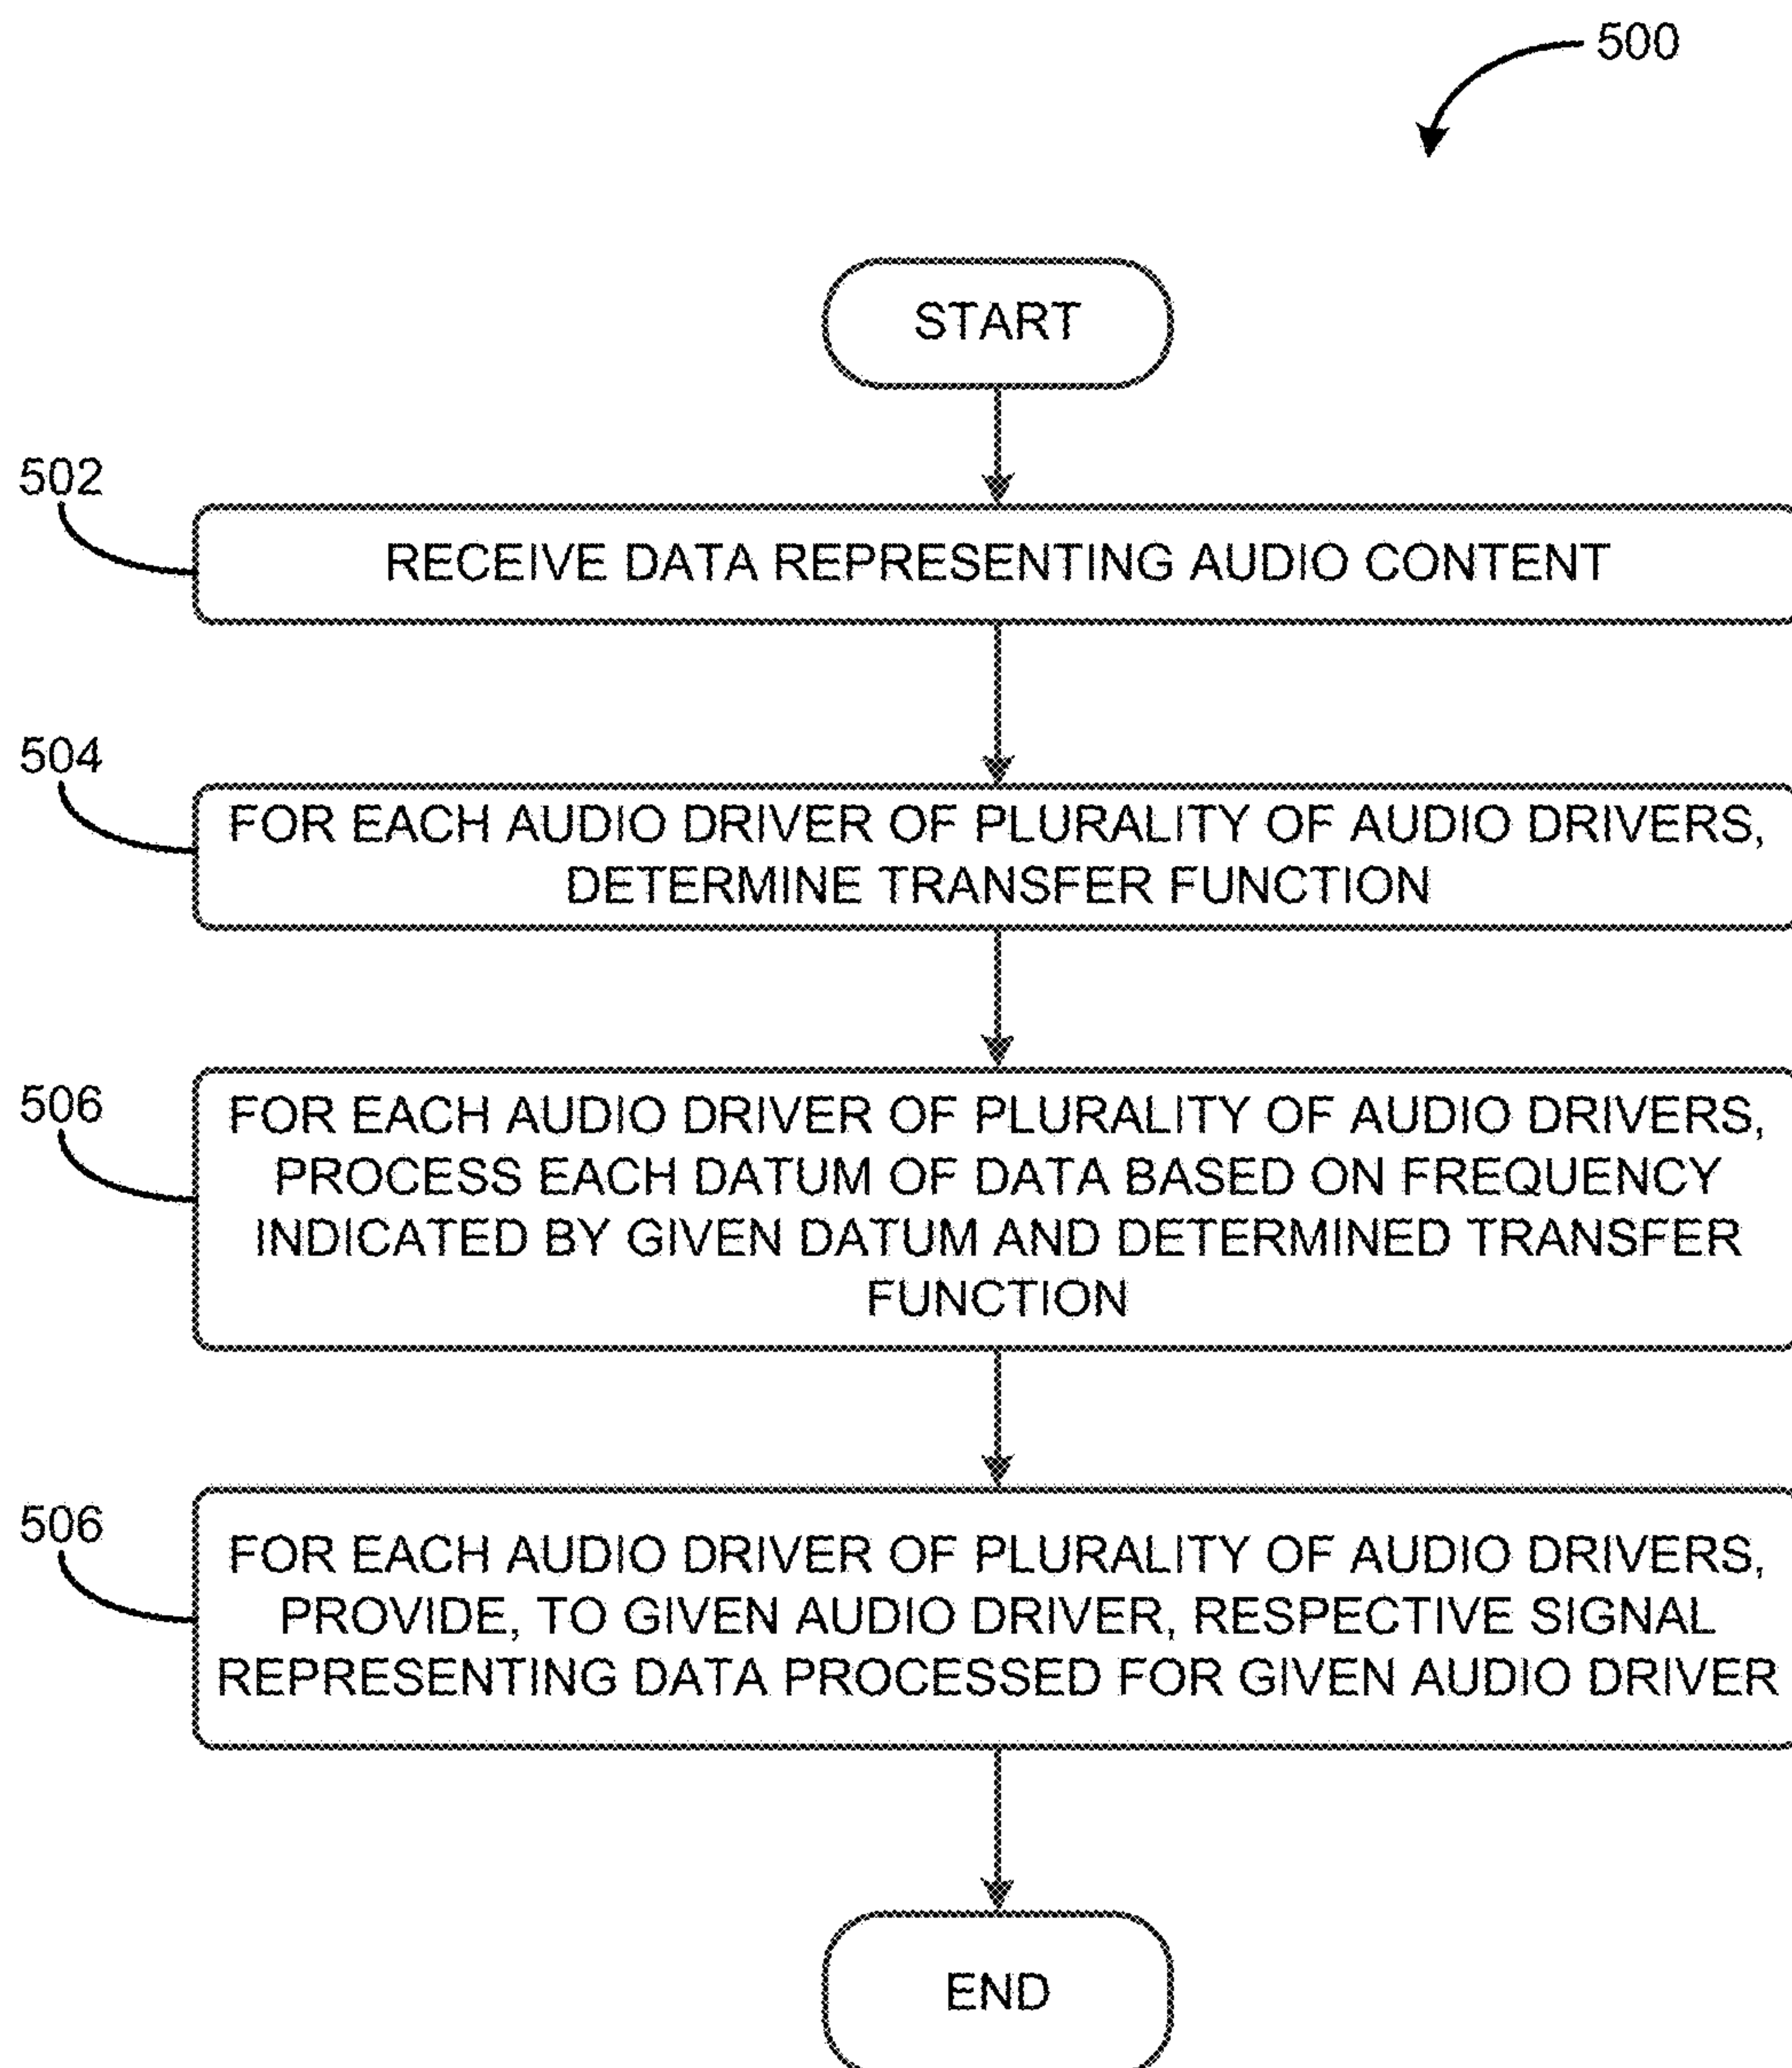 500
START
502
RECEIVE DATA REPRESENTING AUDIO CONTENT
504
FOR EACH AUDIO DRIVER OF PLURALITY OF AUDIO DRIVERS,
DETERMINE TRANSFER FUNCTION
506
FOR EACH AUDIO DRIVER OF PLURALITY OF AUDIO DRIVERS,
PROCESS EACH DATUM OF DATA BASED ON FREQUENCY
INDICATED BY GIVEN DATUM AND DETERMINED TRANSFER
FUNCTION
506
FOR EACH AUDIO DRIVER OF PLURALITY OF AUDIO DRIVERS,
PROVIDE, TO GIVEN AUDIO DRIVER, RESPECTIVE SIGNAL
REPRESENTING DATA PROCESSED FOR GIVEN AUDIO DRIVER
END